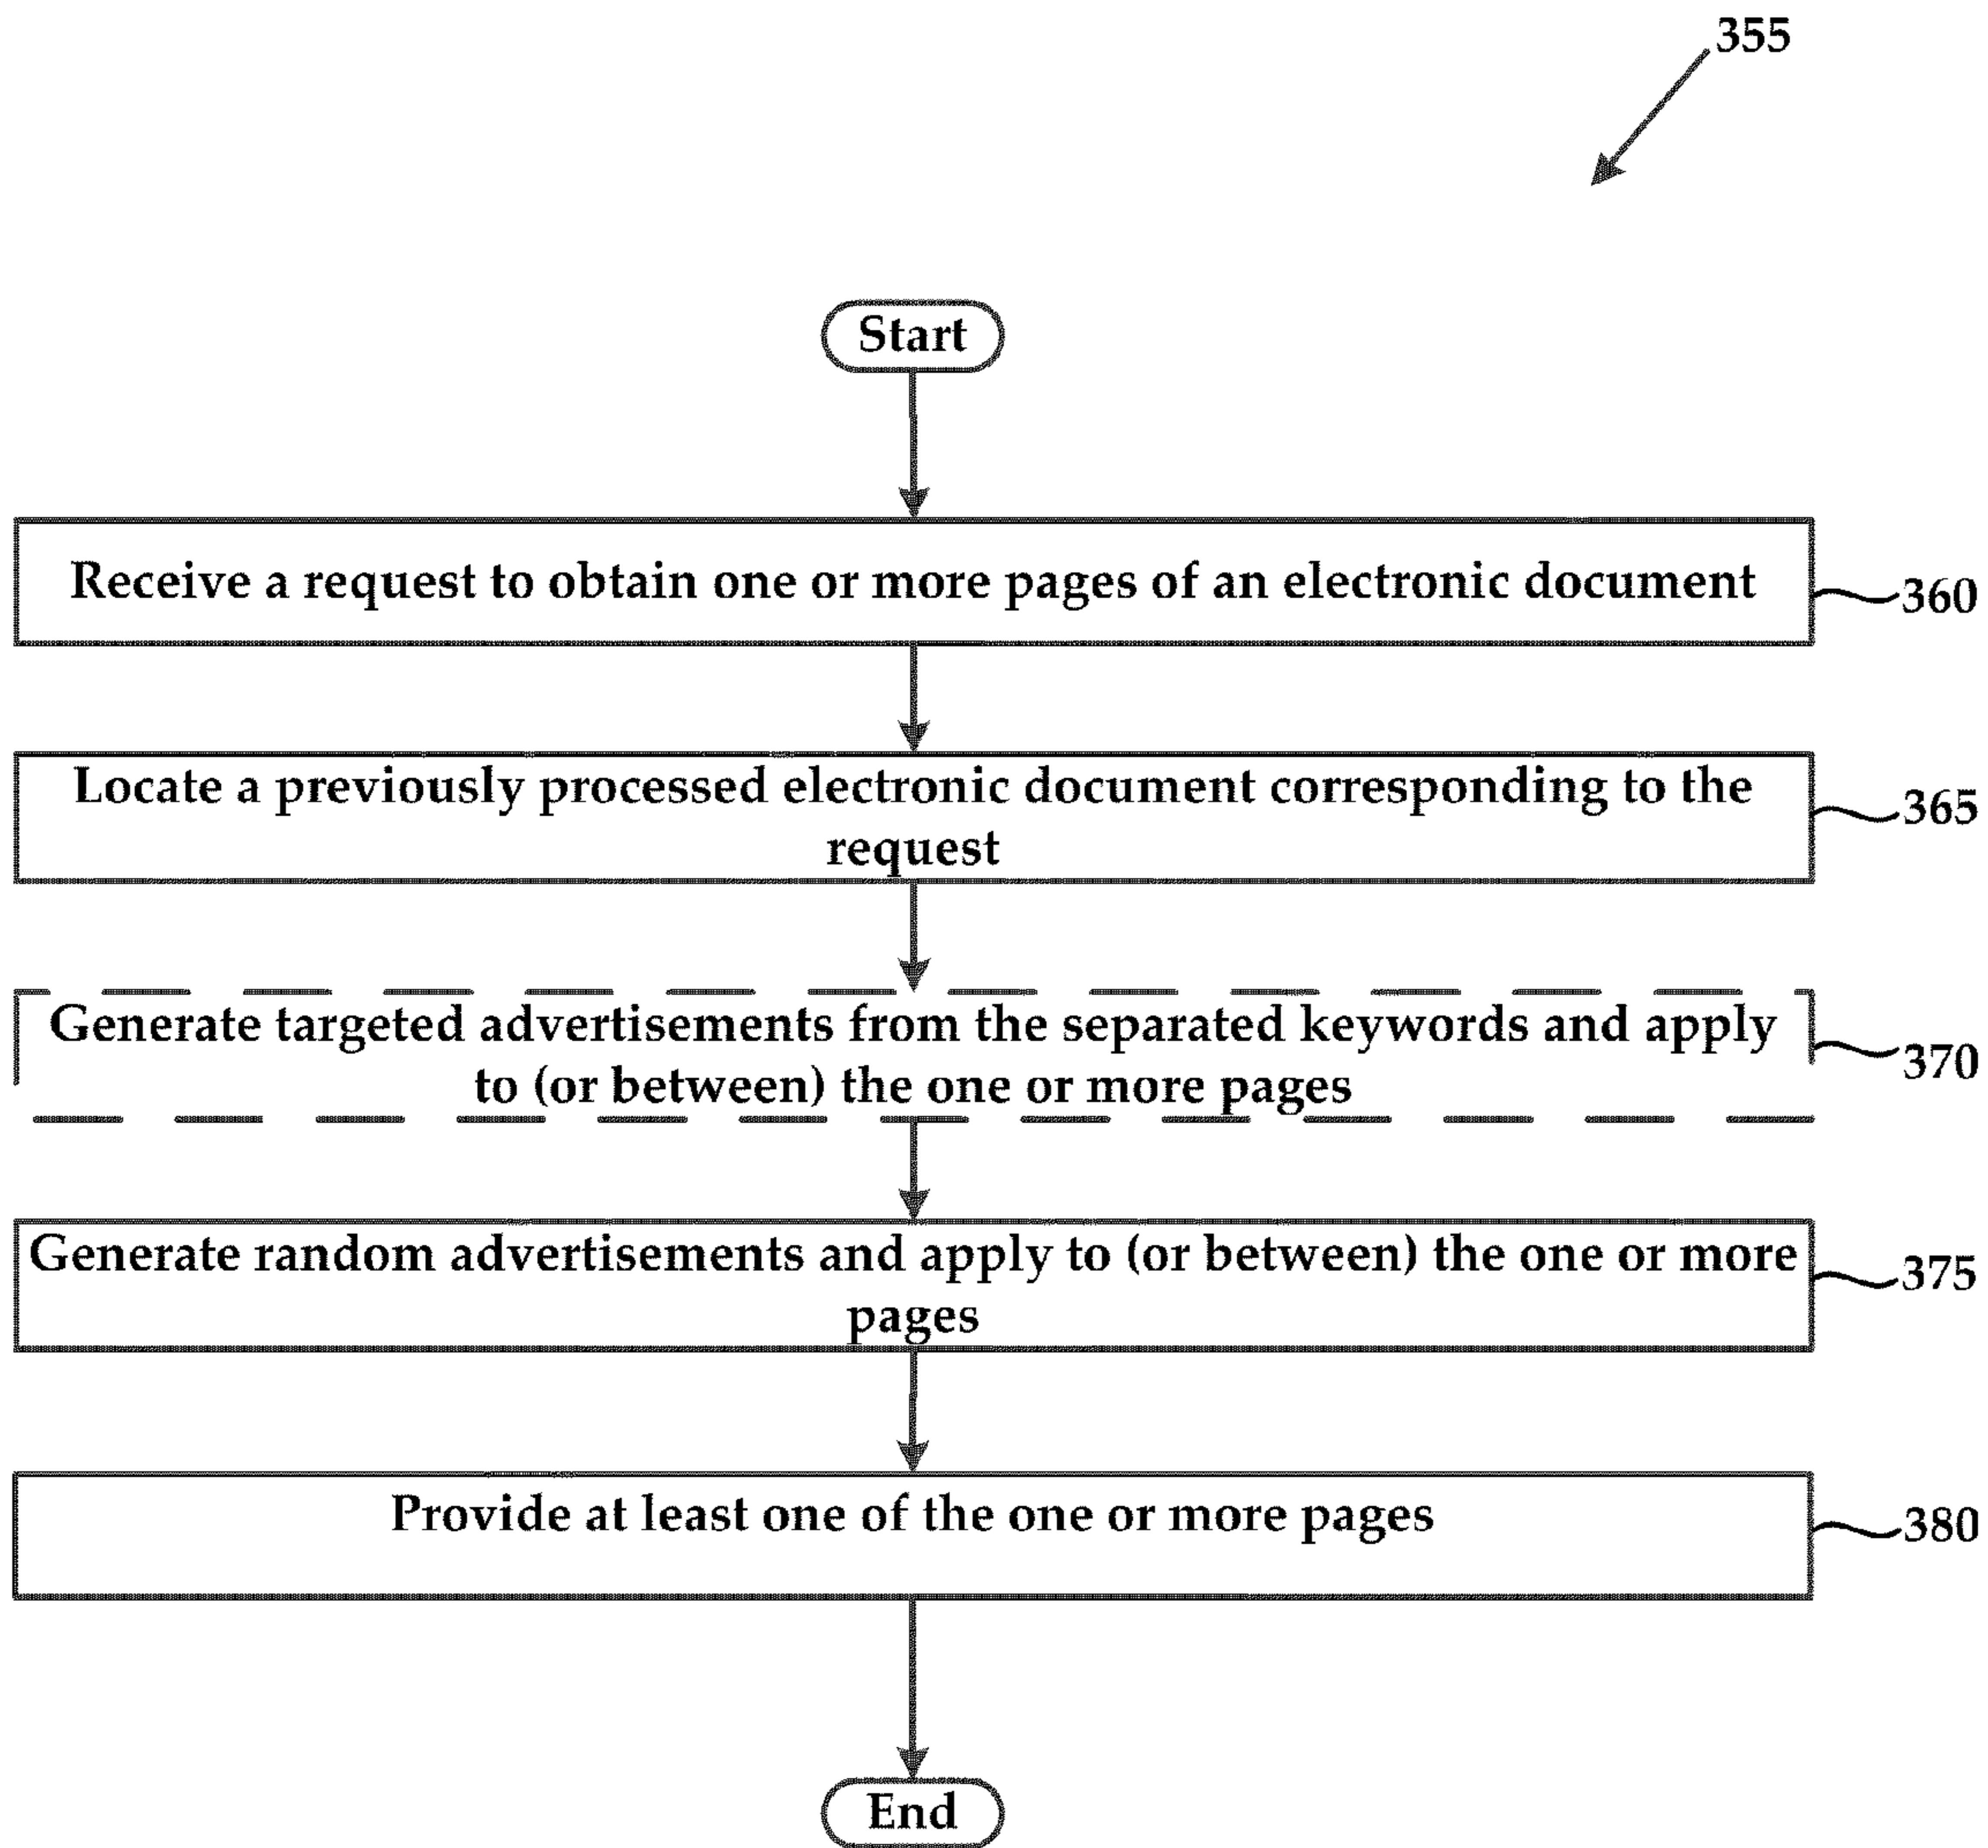 355
Start
Receive a request to obtain one or more pages of an electronic document
360
Locate a previously processed electronic document corresponding to the
request
365
Generate targeted advertisements from the separated keywords and apply
to (or between) the one or more pages
370
Generate random advertisements and apply to (or between) the one or more
pages
375
Provide at least one of the one or more pages
380
End